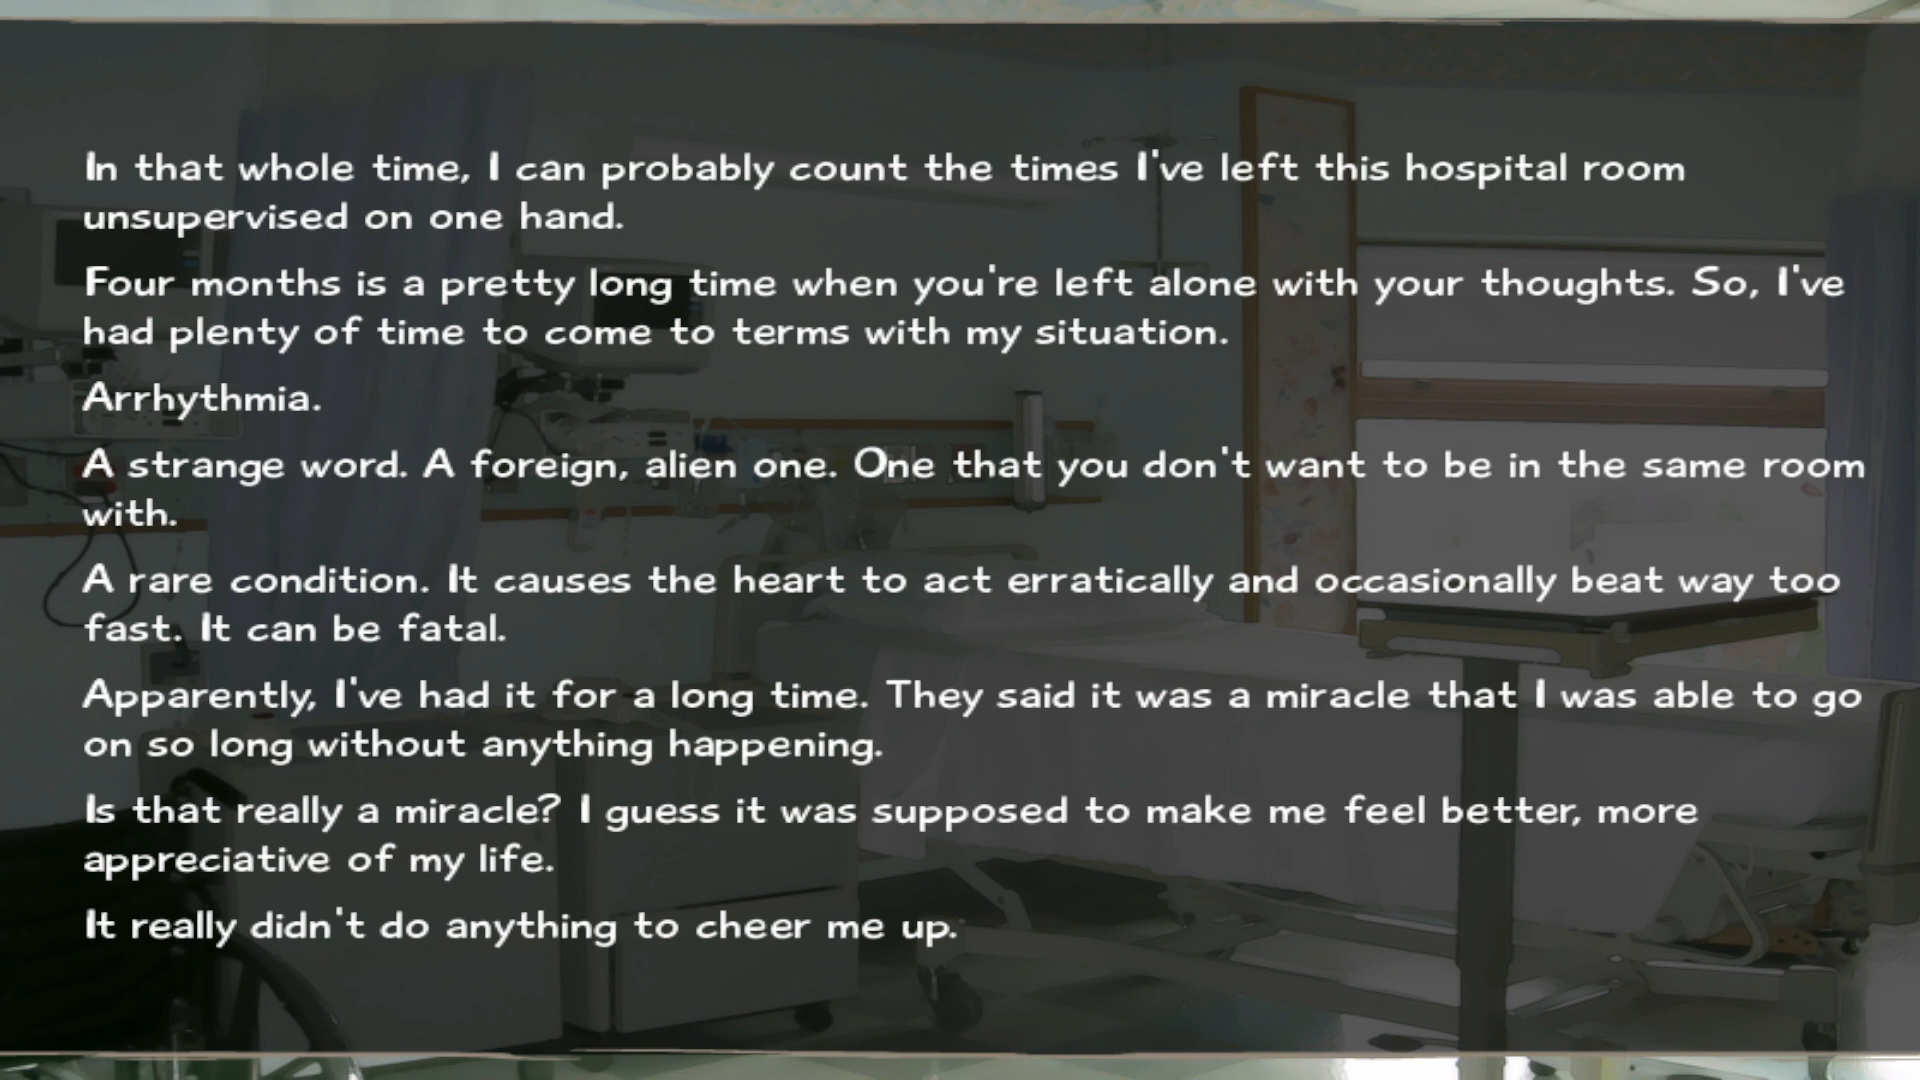 In that whole time, I can probably count the times I've left this hospital room
unsupervised on one hand.
Four months is a pretty long time when you're left alone with your thoughts. So, I've
had plenty of time to come to terms with my situation.
Arrhythmia.
A strange word. A foreign, alien one. One that you don't want to be in the same room
with.
A rare condition. It causes the heart to act erratically and occasionally beat way too
fast. It can be fatal.
Apparently, I've had it for a long time. They said it was a miracle that I was able to go
on so long without anything happening.
Is that really a miracle? I guess it was supposed to make me feel better, more
appreciative of my life.
It really didn't do anything to cheer me up.